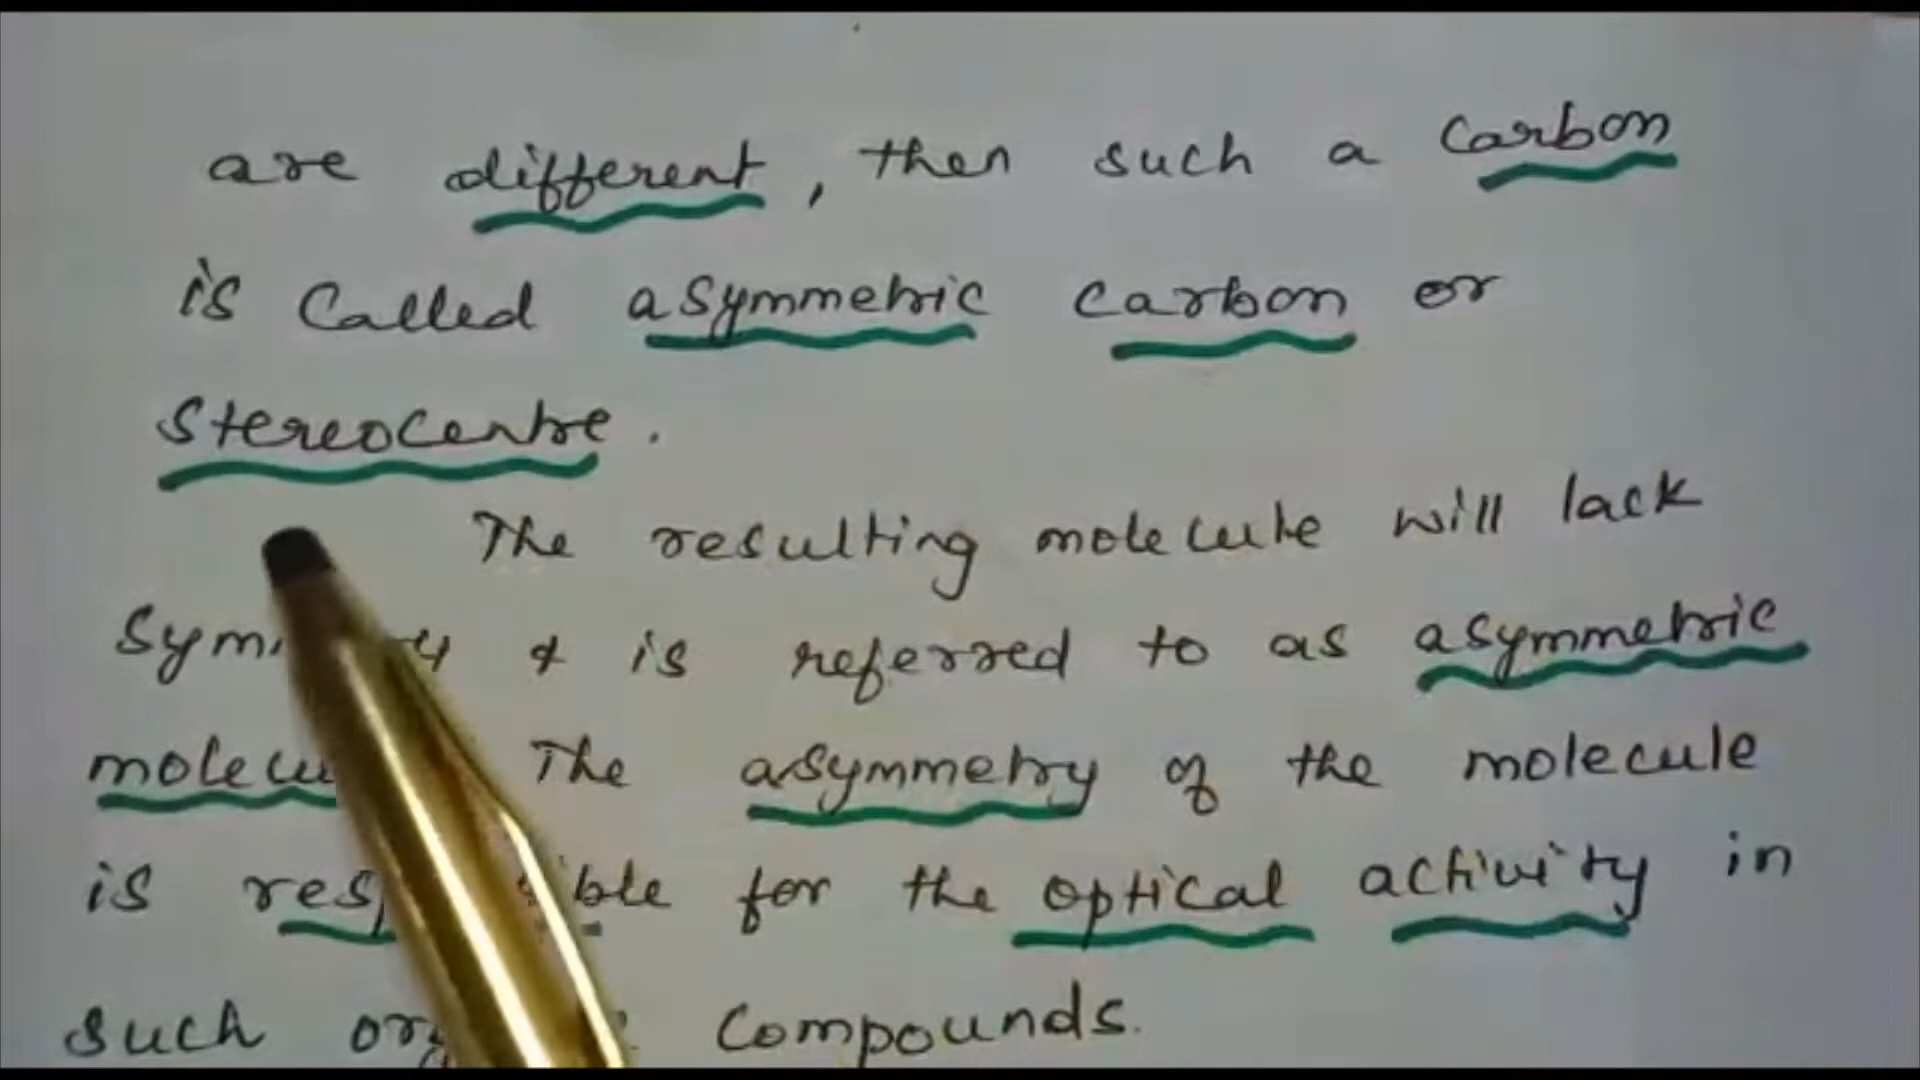 are different, then such a carbon
is called asymmetric carbon or
stereocentre.
The resulting molecule will lack
& is referred to as asymmetric
The asymmetry of the molecule
is for the optical activity in
such compounds.